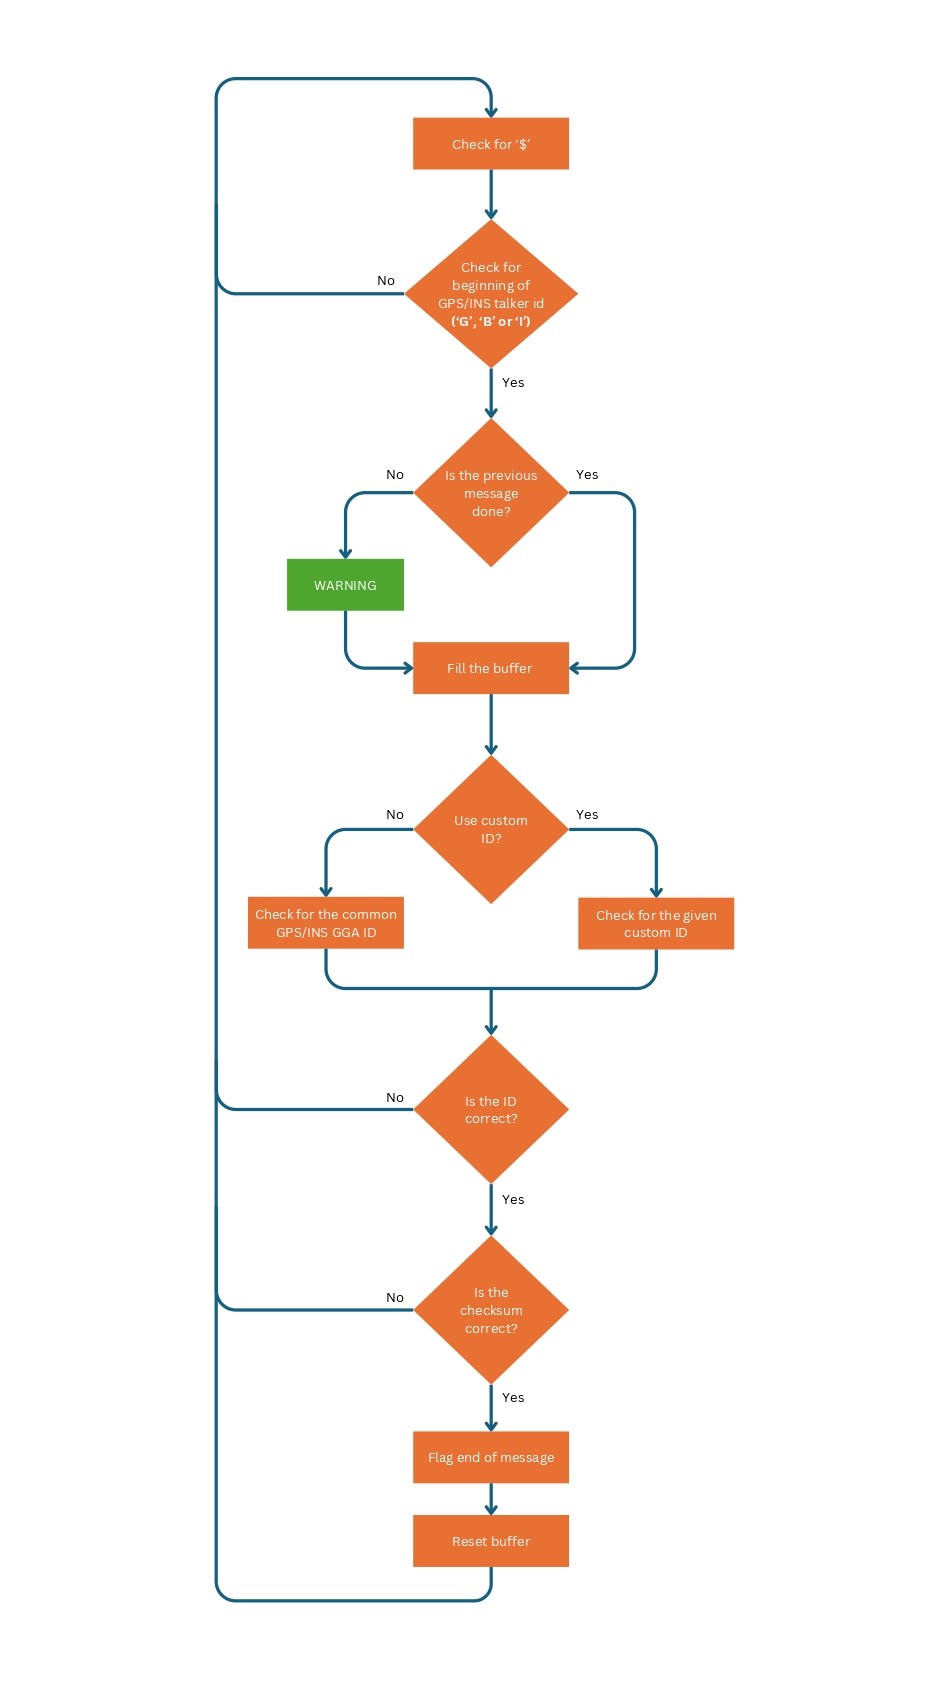 Check for ‘$’
Check for
beginning of
GPS/INS talker id
(‘G’, ‘B’ or ‘I’)
No
Yes
Is the previous
message
done?
No
Yes
WARNING
Fill the buffer
Use custom
ID?
No
Yes
Check for the common
GPS/INS GGA ID
Check for the given
custom ID
Is the ID
correct?
No
Yes
Is the
checksum
correct?
No
Yes
Flag end of message
Reset buffer